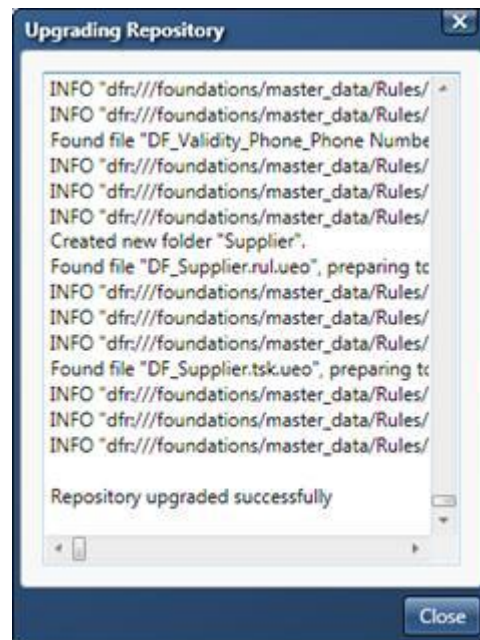 Upgrading Repository
INFO "dfr:///foundations/master_data/Rules/
INFO "dfr:///foundations/master_data/Rules/
Found file "DF_Validity_Phone_Phone Numbe
INFO "dfr:///foundations/master_data/Rules/
INFO "dfr:///foundations/master_data/Rules/
INFO "dfr:///foundations/master_data/Rules/
Created new folder "Supplier".
Found file "DF_Supplier.rul.ueo", preparing to
INFO "dfr:///foundations/master_data/Rules/
INFO "dfr:///foundations/master_data/Rules/
INFO "dfr:///foundations/master_data/Rules/
Found file "DF_Supplier.tsk.ueo", preparing to
INFO "dfr:///foundations/master_data/Rules/
INFO "dfr:///foundations/master_data/Rules/
INFO "dfr:///foundations/master_data/Rules/
Repository upgraded successfully
Close